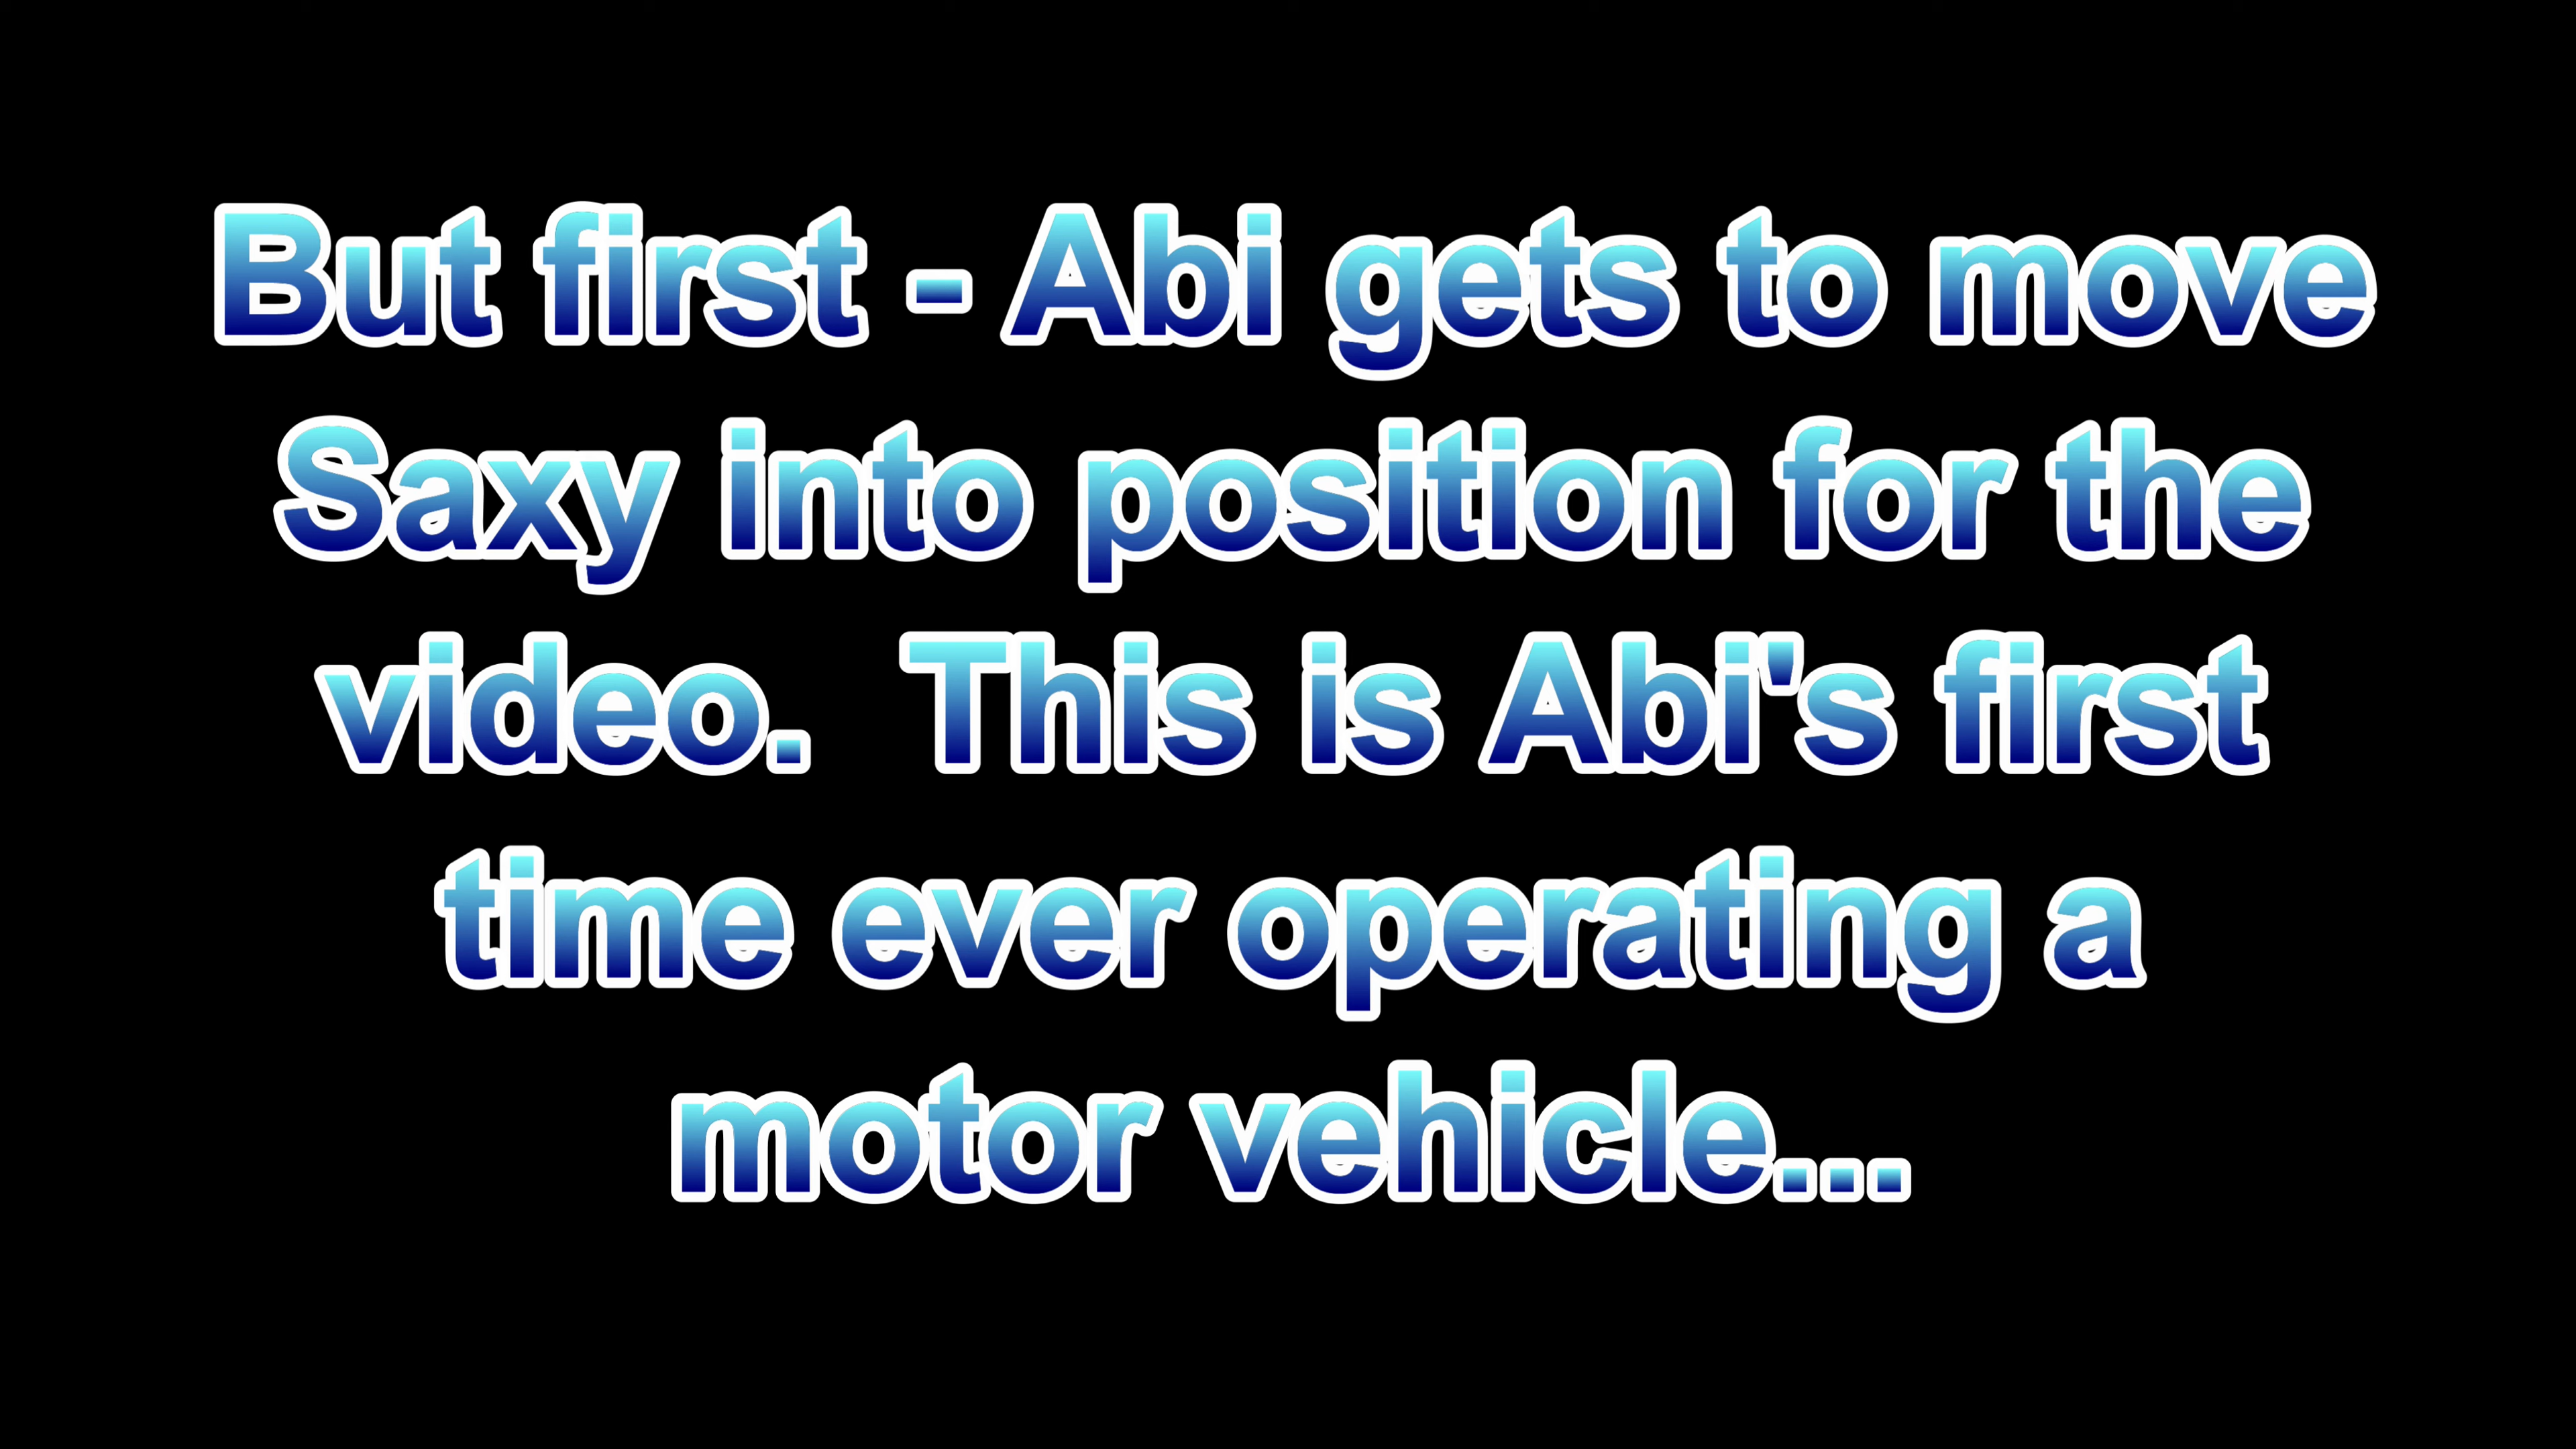 But first - Abi gets to move
Saxy into position for the
video.  This is Abi's first
time ever operating a
motor vehicle...